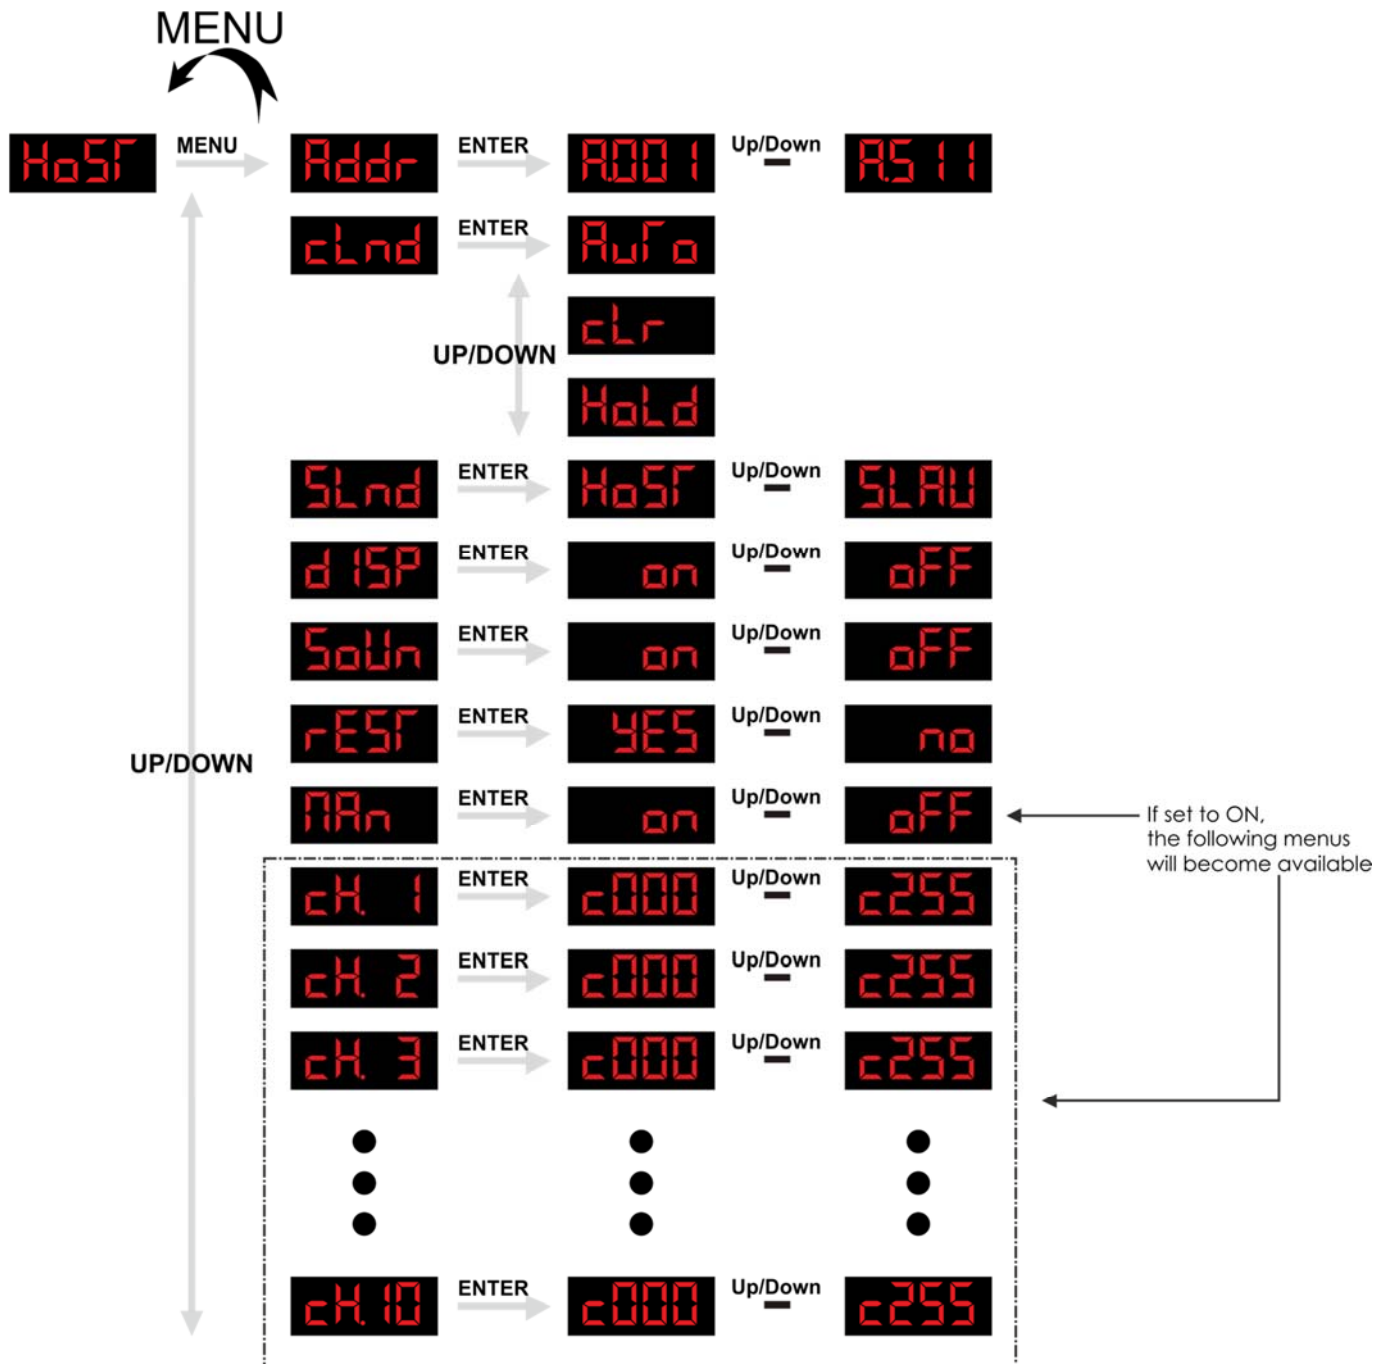 MENU
HoST MENU Addr ENTER A.001 Up/Down A.511
cLnd ENTER AuTo
cLr
UP/DOWN
HoLd
SLnd ENTER HoST Up/Down SLAU
dISP ENTER on Up/Down oFF
SoUn ENTER on Up/Down oFF
rEST ENTER YES Up/Down no
UP/DOWN
MAn ENTER on Up/Down oFF
If set to ON,
the following menus
will become available
cH. 1 ENTER c000 Up/Down c255
cH. 2 ENTER c000 Up/Down c255
cH. 3 ENTER c000 Up/Down c255
cH.10 ENTER c000 Up/Down c255